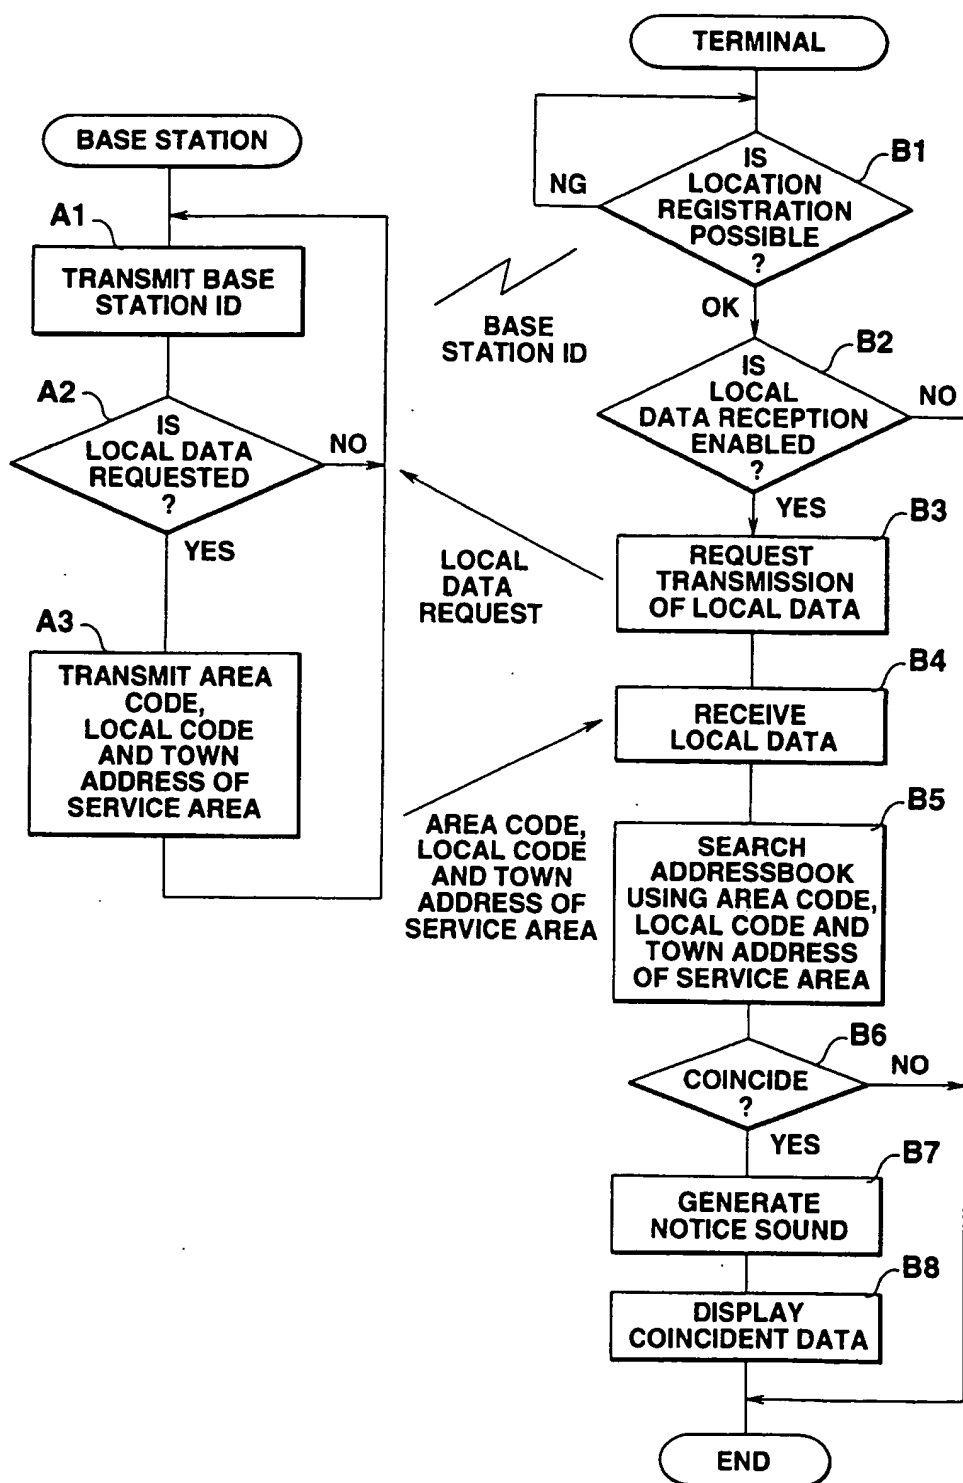 BASE STATION
A1
TRANSMIT BASE
STATION ID
A2
IS
LOCAL DATA
REQUESTED
?
NO
YES
A3
TRANSMIT AREA
CODE,
LOCAL CODE
AND TOWN
ADDRESS OF
SERVICE AREA
BASE
STATION ID
LOCAL
DATA
REQUEST
AREA CODE,
LOCAL CODE
AND TOWN
ADDRESS OF
SERVICE AREA
TERMINAL
B1
IS
LOCATION
REGISTRATION
POSSIBLE
?
NG
OK
B2
IS
LOCAL
DATA RECEPTION
ENABLED
?
NO
YES
B3
REQUEST
TRANSMISSION
OF LOCAL DATA
B4
RECEIVE
LOCAL DATA
B5
SEARCH
ADDRESSBOOK
USING AREA CODE,
LOCAL CODE AND
TOWN ADDRESS
OF SERVICE AREA
B6
COINCIDE
?
NO
YES
B7
GENERATE
NOTICE SOUND
B8
DISPLAY
COINCIDENT DATA
END